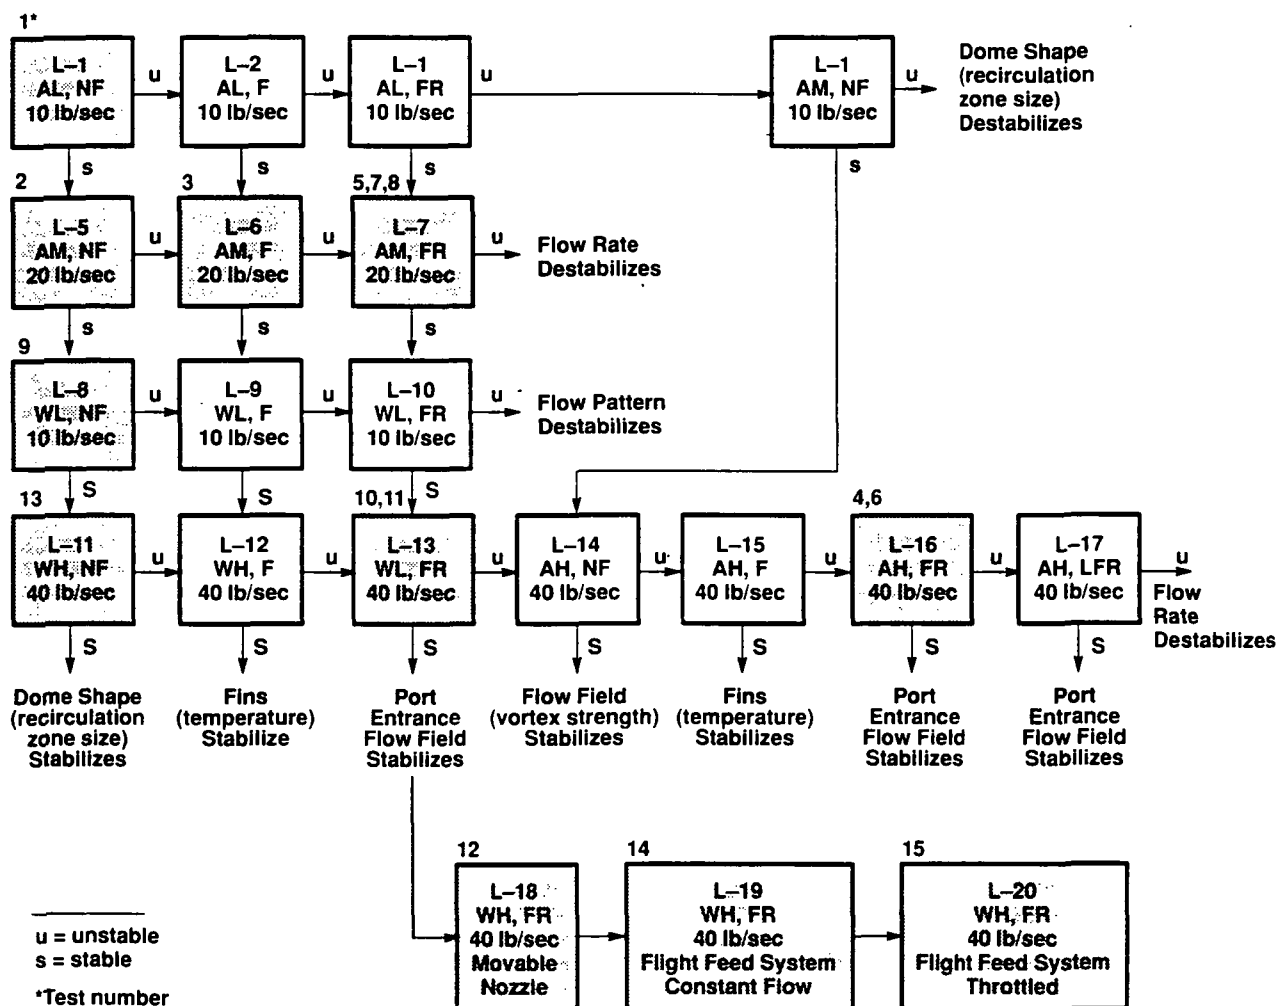 1*
L–1
AL, NF
10 lb/sec
u
L–2
AL, F
10 lb/sec
u
L–1
AL, FR
10 lb/sec
u
L–1
AM, NF
10 lb/sec
u
Dome Shape
(recirculation
zone size)
Destabilizes
s
s
s
s
2
L–5
AM, NF
20 lb/sec
u
3
L–6
AM, F
20 lb/sec
u
5,7,8
L–7
AM, FR
20 lb/sec
u
Flow Rate
Destabilizes
s
s
s
9
L–8
WL, NF
10 lb/sec
u
L–9
WL, F
10 lb/sec
u
L–10
WL, FR
10 lb/sec
u
Flow Pattern
Destabilizes
S
S
S
13
L–11
WH, NF
40 lb/sec
u
L–12
WH, F
40 lb/sec
u
10,11
L–13
WL, FR
40 lb/sec
u
L–14
AH, NF
40 lb/sec
u
L–15
AH, F
40 lb/sec
u
4,6
L–16
AH, FR
40 lb/sec
u
L–17
AH, LFR
40 lb/sec
u
Flow
Rate
Destabilizes
S
S
S
S
S
S
S
Dome Shape
(recirculation
zone size)
Stabilizes
Fins
(temperature)
Stabilize
Port
Entrance
Flow Field
Stabilizes
Flow Field
(vortex strength)
Stabilizes
Fins
(temperature)
Stabilizes
Port
Entrance
Flow Field
Stabilizes
Port
Entrance
Flow Field
Stabilizes
12
L–18
WH, FR
40 lb/sec
Movable
Nozzle
14
L–19
WH, FR
40 lb/sec
Flight Feed System
Constant Flow
15
L–20
WH, FR
40 lb/sec
Flight Feed System
Throttled
u = unstable
s = stable
*Test number